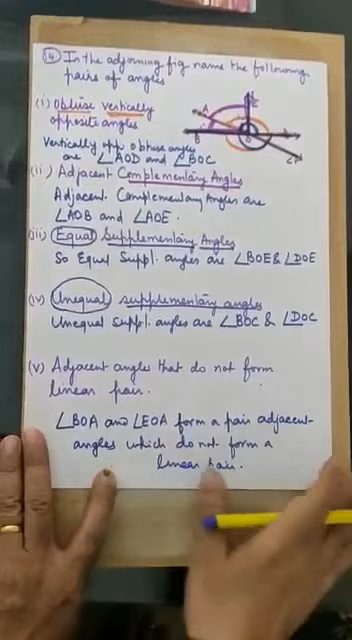 14 In the adjoining fig name the following
pairs of angles
(i) Obtuse vertically
opposite angles
A
E
B
D
C
Vertically opp obtuse angles
are ∠AOD and ∠BOC
(ii) Adjacent Complementary Angles
Adjacent Complementary Angles are
∠AOB and ∠AOE.
(iii) Equal Supplementary Angles
So Equal Suppl. angles are ∠BOE & ∠DOE
(iv) Unequal supplementary angles
Unequal suppl. angles are ∠BOC & ∠DOC
(v) Adjacent angles that do not form
linear pair.
∠BOA and ∠EOA form a pair adjacent
angles which do not form a
linear pair.